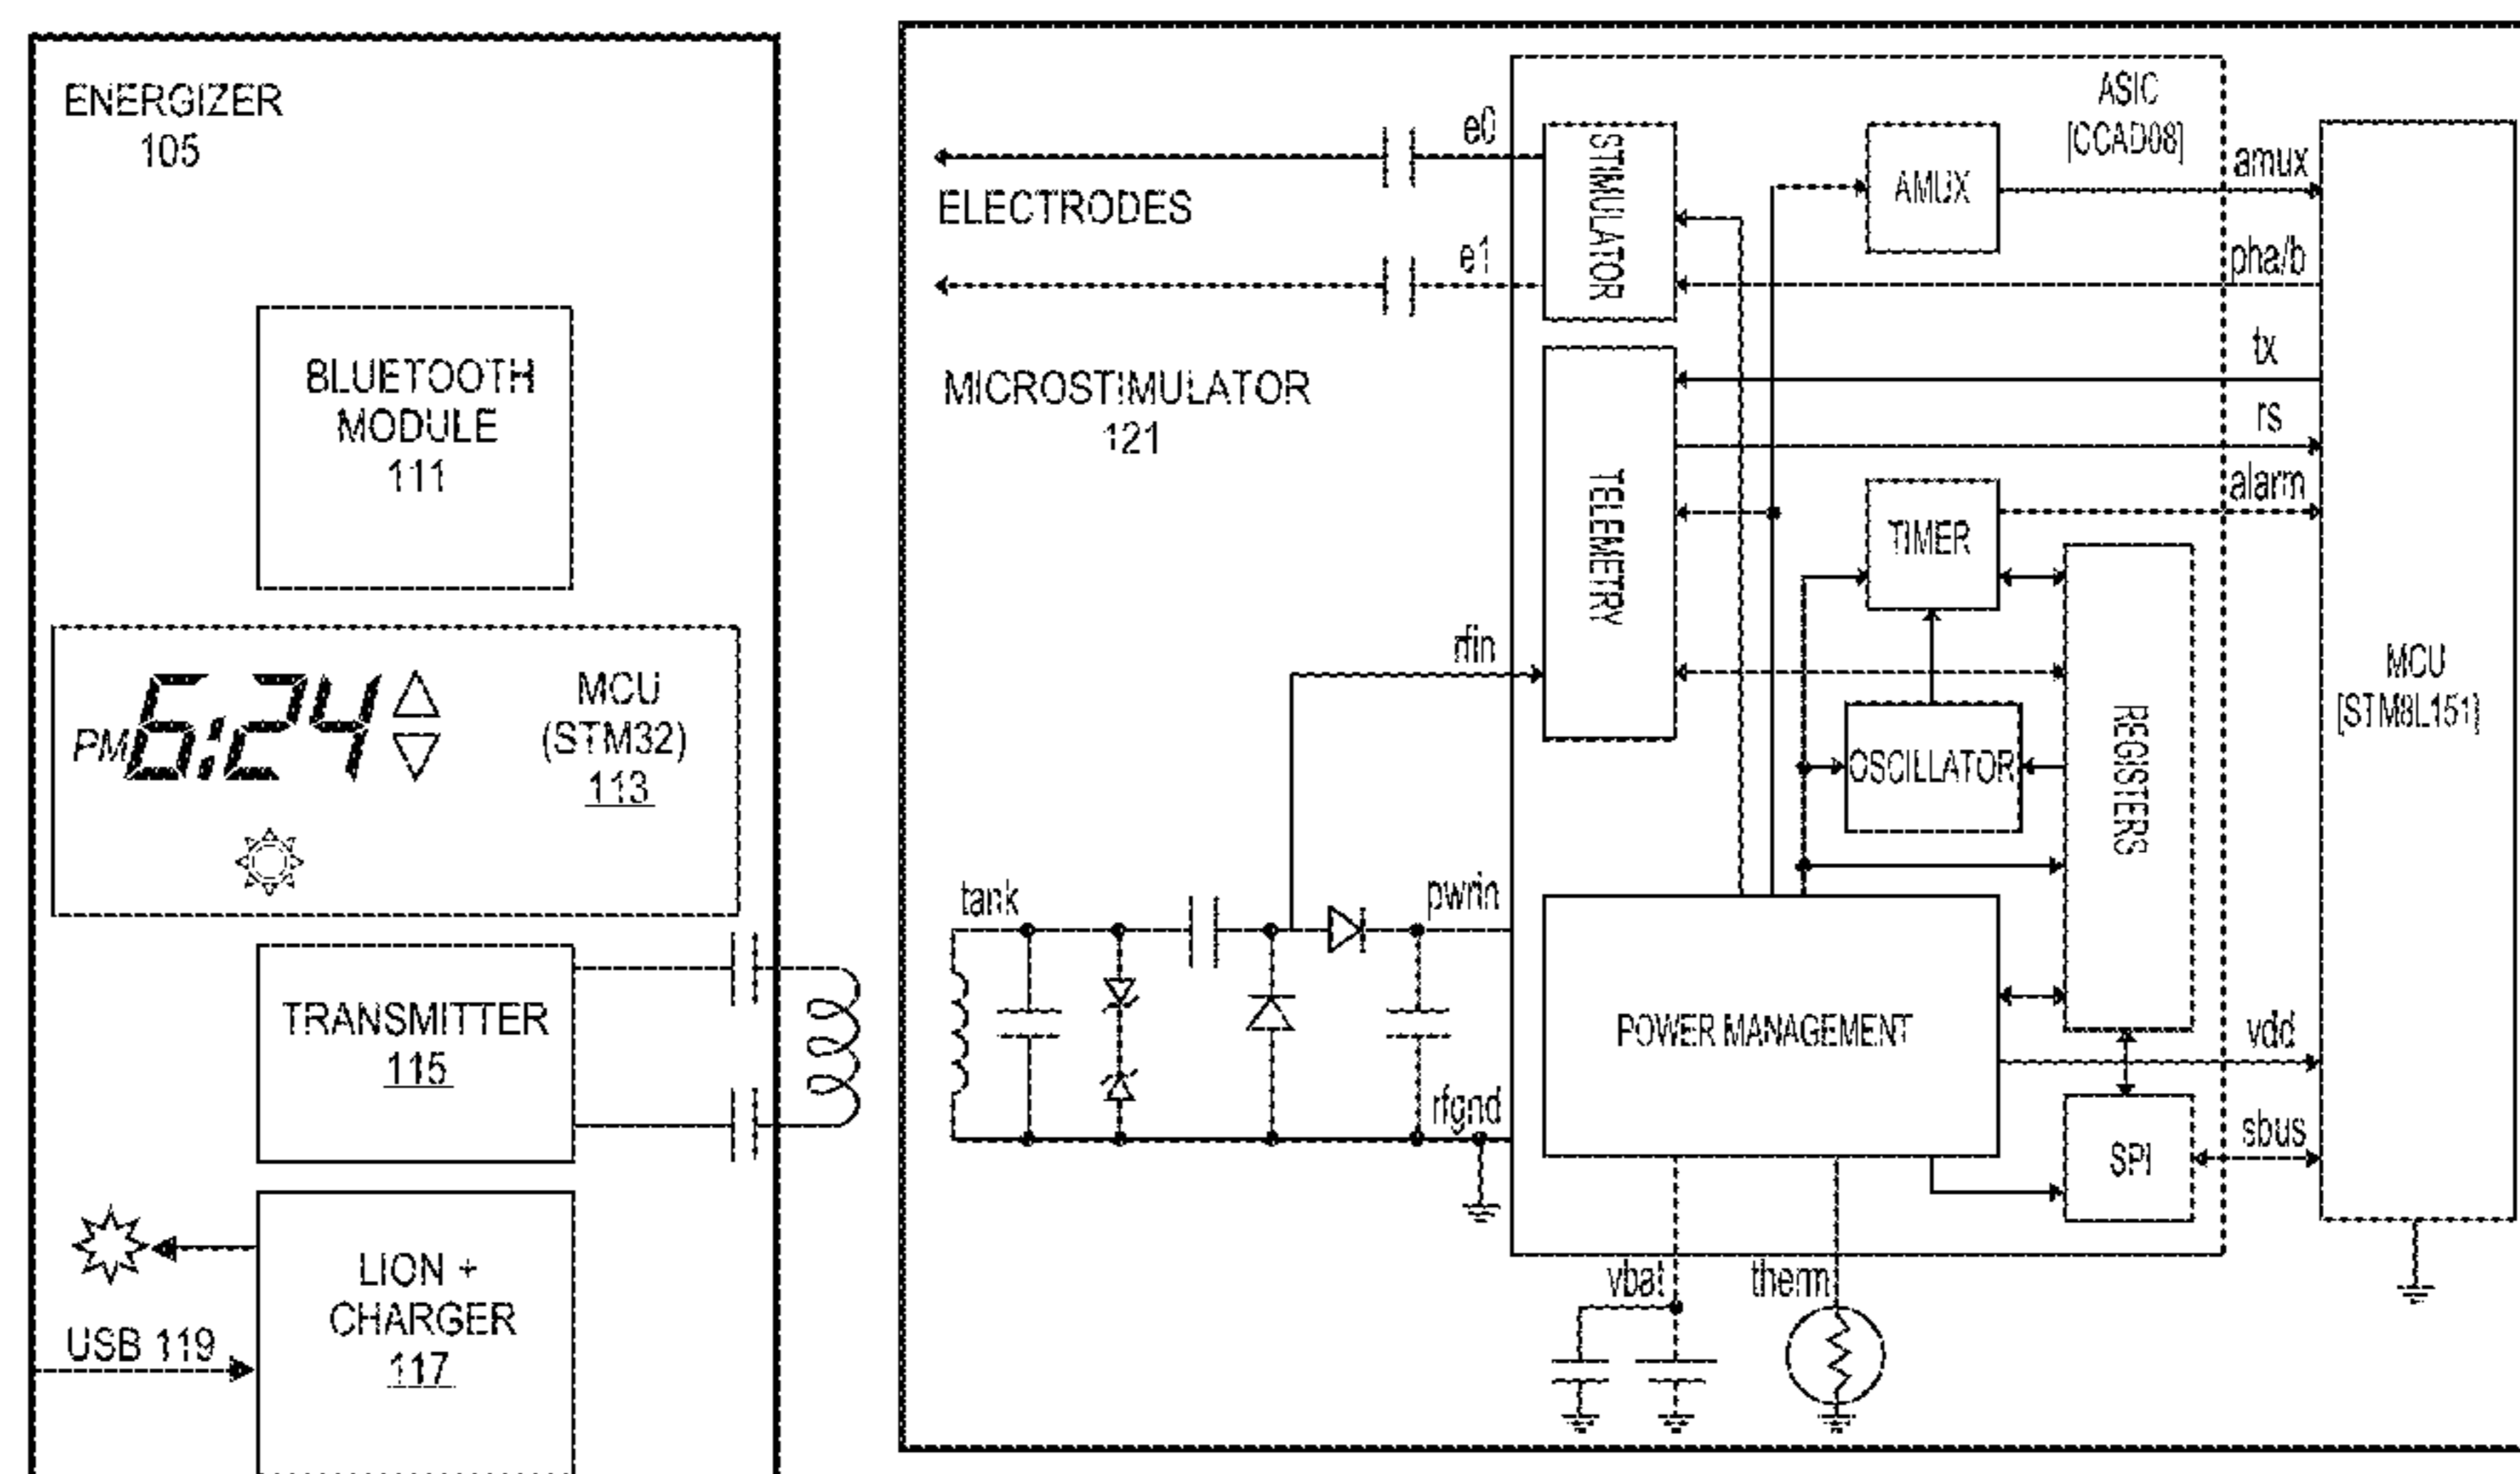 ENERGIZER
105
BLUETOOTH
MODULE
111
PM 6:24
MCU
(STM32)
113
TRANSMITTER
115
LION +
CHARGER
117
USB 119
ELECTRODES
e0
e1
MICROSTIMULATOR
121
STIMULATOR
TELEMETRY
AMUX
ASIC
[CCAD08]
TIMER
OSCILLATOR
REGISTERS
POWER MANAGEMENT
SPI
rfin
tank
pwrin
rfgnd
vbat
therm
amux
pha/b
tx
rs
alarm
vdd
sbus
MCU
[STM8L151]